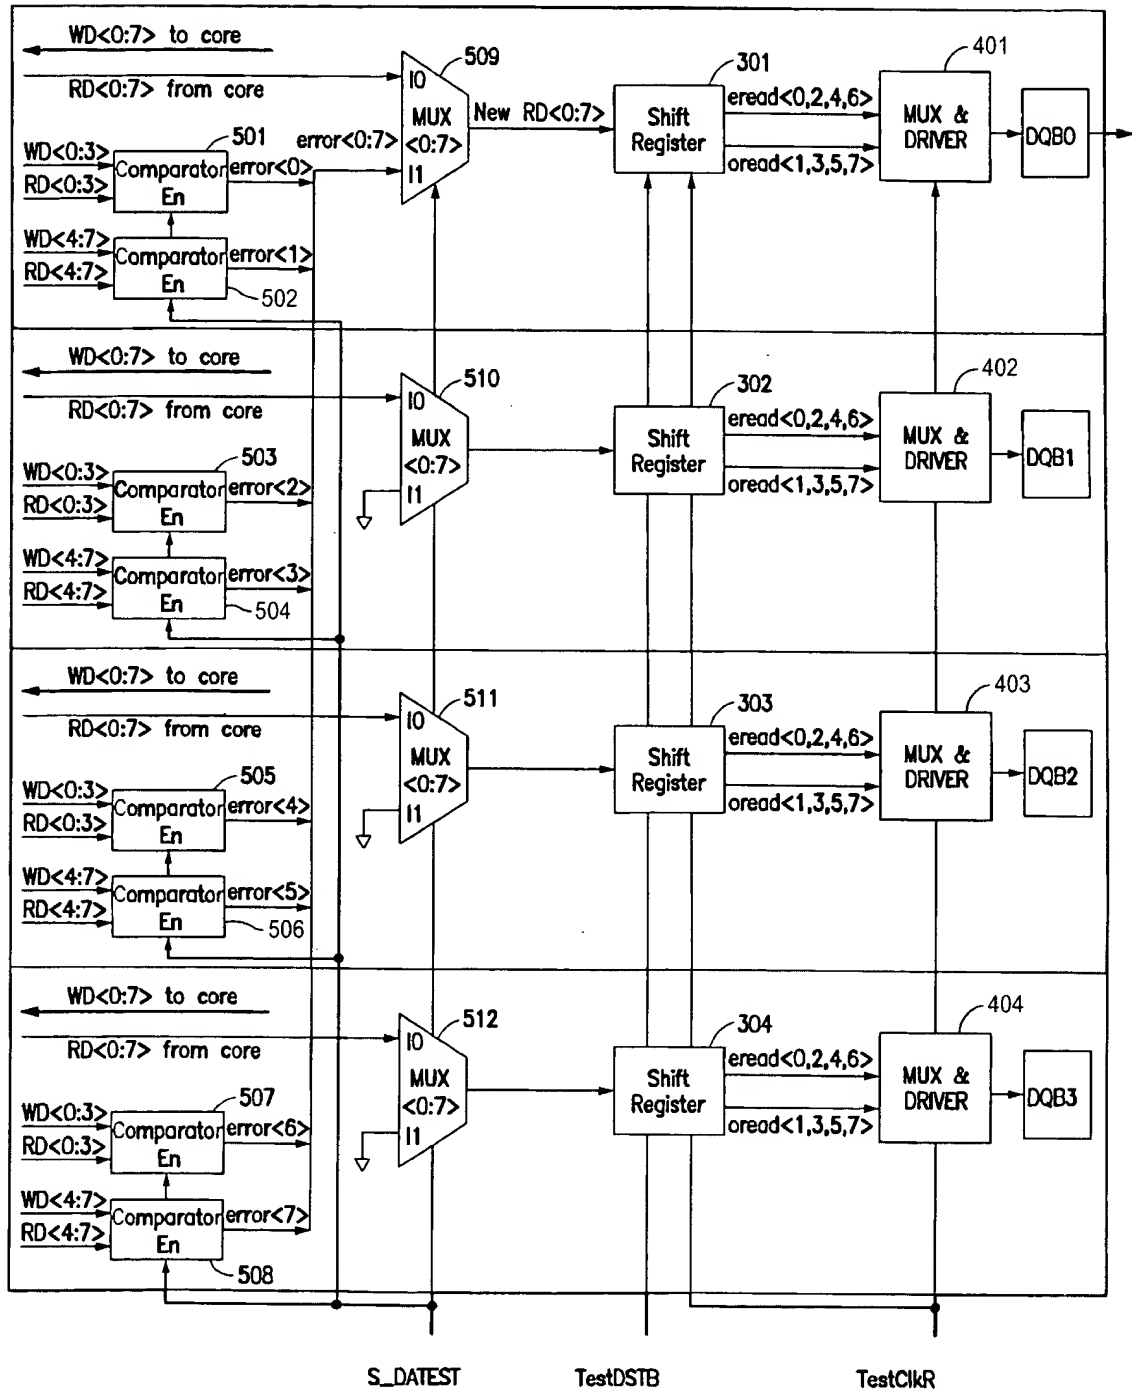 WD<0:7> to core
RD<0:7> from core
509
I0
MUX
<0:7>
I1
New RD<0:7>
301
Shift
Register
eread<0,2,4,6>
oread<1,3,5,7>
401
MUX &
DRIVER
DQB0
error<0:7>
501
WD<0:3>
RD<0:3>
Comparator
En
error<0>
WD<4:7>
RD<4:7>
Comparator
En
error<1>
502
WD<0:7> to core
RD<0:7> from core
510
I0
MUX
<0:7>
I1
302
Shift
Register
eread<0,2,4,6>
oread<1,3,5,7>
402
MUX &
DRIVER
DQB1
503
WD<0:3>
RD<0:3>
Comparator
En
error<2>
WD<4:7>
RD<4:7>
Comparator
En
error<3>
504
WD<0:7> to core
RD<0:7> from core
511
I0
MUX
<0:7>
I1
303
Shift
Register
eread<0,2,4,6>
oread<1,3,5,7>
403
MUX &
DRIVER
DQB2
505
WD<0:3>
RD<0:3>
Comparator
En
error<4>
WD<4:7>
RD<4:7>
Comparator
En
error<5>
506
WD<0:7> to core
RD<0:7> from core
512
I0
MUX
<0:7>
I1
304
Shift
Register
eread<0,2,4,6>
oread<1,3,5,7>
404
MUX &
DRIVER
DQB3
507
WD<0:3>
RD<0:3>
Comparator
En
error<6>
WD<4:7>
RD<4:7>
Comparator
En
error<7>
508
S_DATEST
TestDSTB
TestClkR